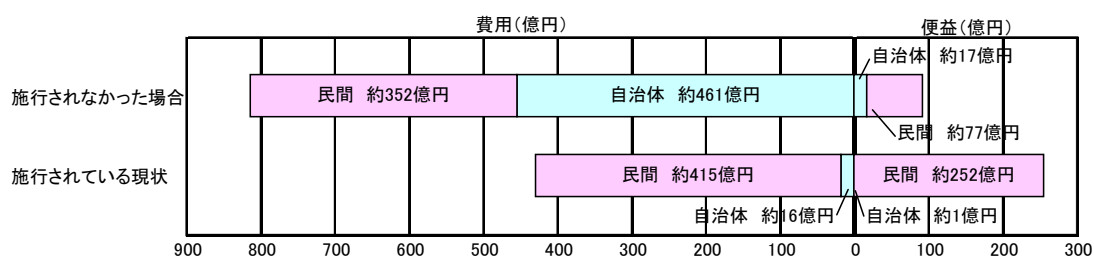 費用（億円）
便益（億円）
自治体　約17億円
施行されなかった場合
民間　約352億円
自治体　約461億円
民間　約77億円
施行されている現状
民間　約415億円
民間　約252億円
自治体　約16億円
自治体　約1億円
900 800 700 600 500 400 300 200 100 0 100 200 300